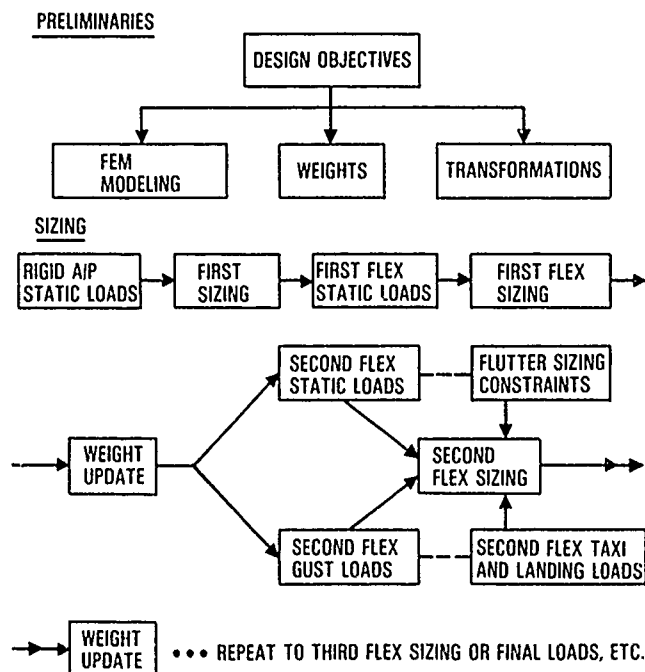 PRELIMINARIES
DESIGN OBJECTIVES
FEM
MODELING
WEIGHTS
TRANSFORMATIONS
SIZING
RIGID A/P
STATIC LOADS
FIRST
SIZING
FIRST FLEX
STATIC LOADS
FIRST FLEX
SIZING
SECOND FLEX
STATIC LOADS
FLUTTER SIZING
CONSTRAINTS
WEIGHT
UPDATE
SECOND
FLEX SIZING
SECOND FLEX
GUST LOADS
SECOND FLEX TAXI
AND LANDING LOADS
WEIGHT
UPDATE
••• REPEAT TO THIRD FLEX SIZING OR FINAL LOADS, ETC.